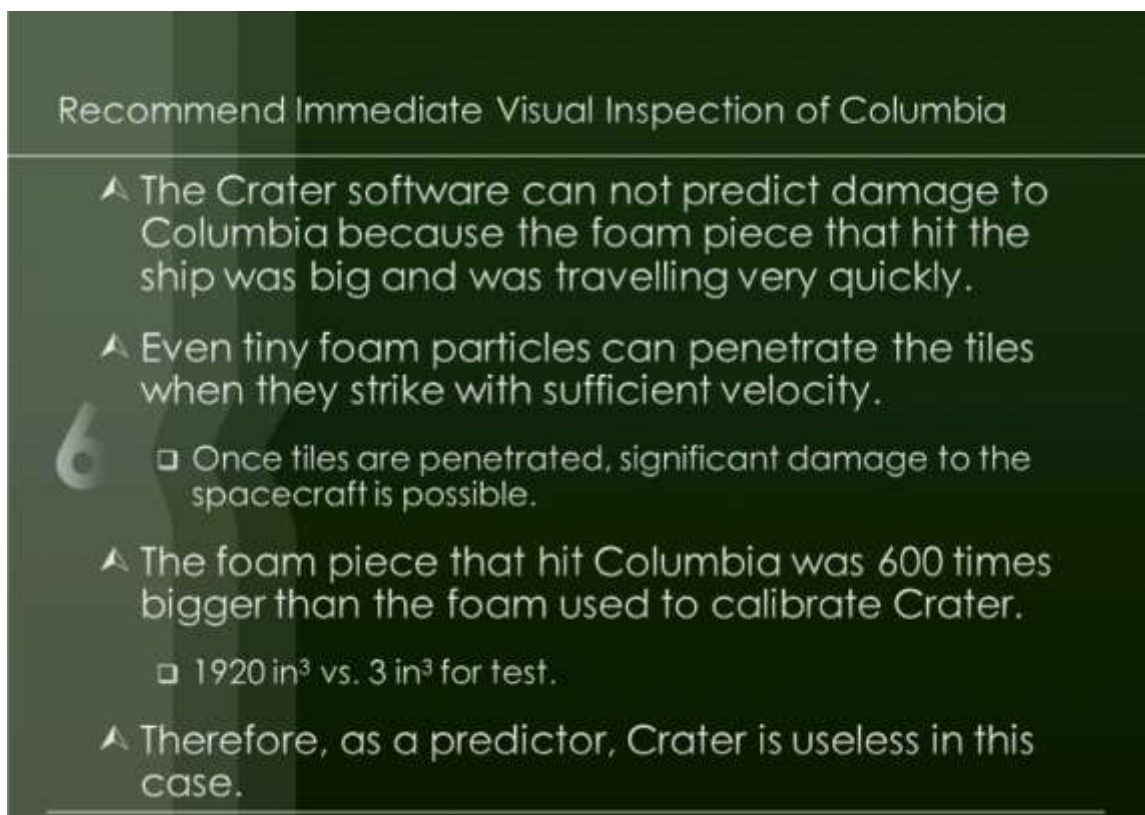 Recommend Immediate Visual Inspection of Columbia
The Crater software can not predict damage to
Columbia because the foam piece that hit the
ship was big and was travelling very quickly.
Even tiny foam particles can penetrate the tiles
when they strike with sufficient velocity.
6
Once tiles are penetrated, significant damage to the
spacecraft is possible.
The foam piece that hit Columbia was 600 times
bigger than the foam used to calibrate Crater.
1920 in³ vs. 3 in³ for test.
Therefore, as a predictor, Crater is useless in this
case.